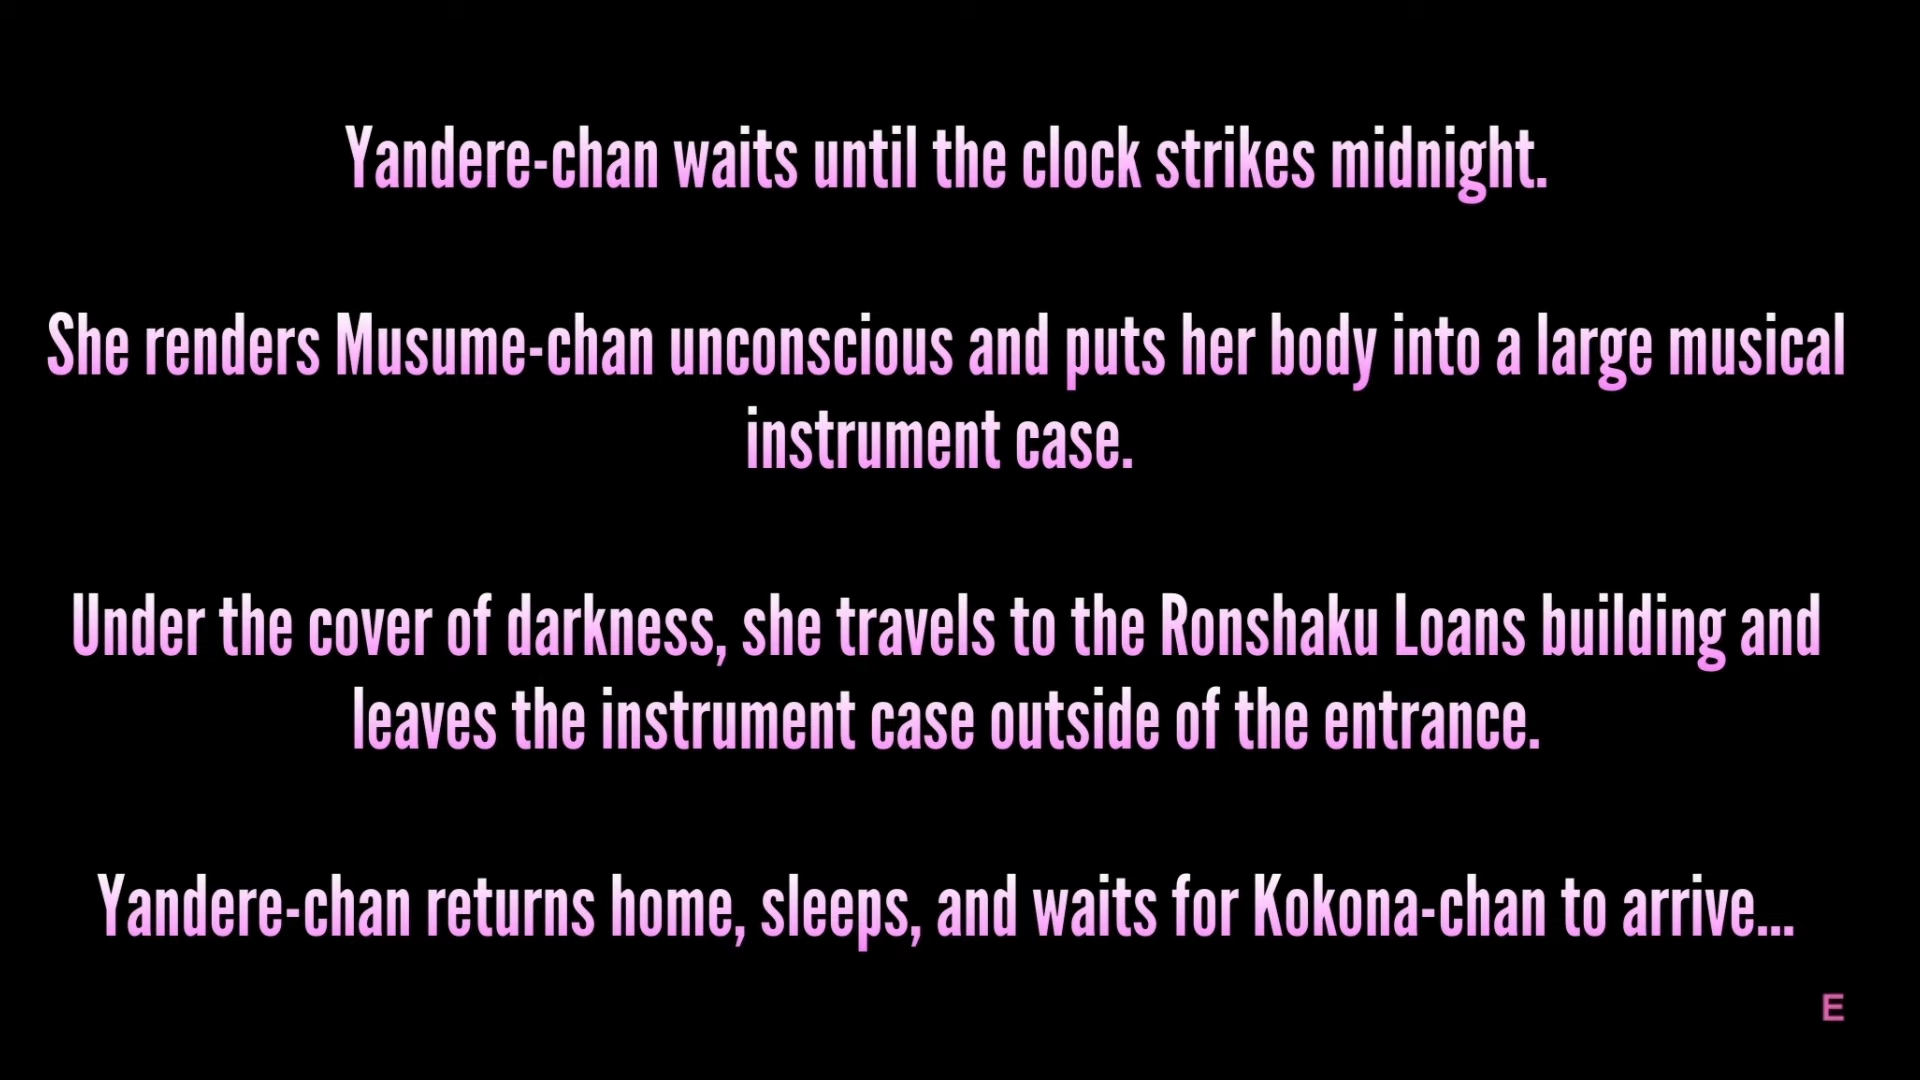 Yandere-chan waits until the clock strikes midnight.
She renders Musume-chan unconscious and puts her body into a large musical
instrument case.
Under the cover of darkness, she travels to the Ronshaku Loans building and
leaves the instrument case outside of the entrance.
Yandere-chan returns home, sleeps, and waits for Kokona-chan to arrive...
E